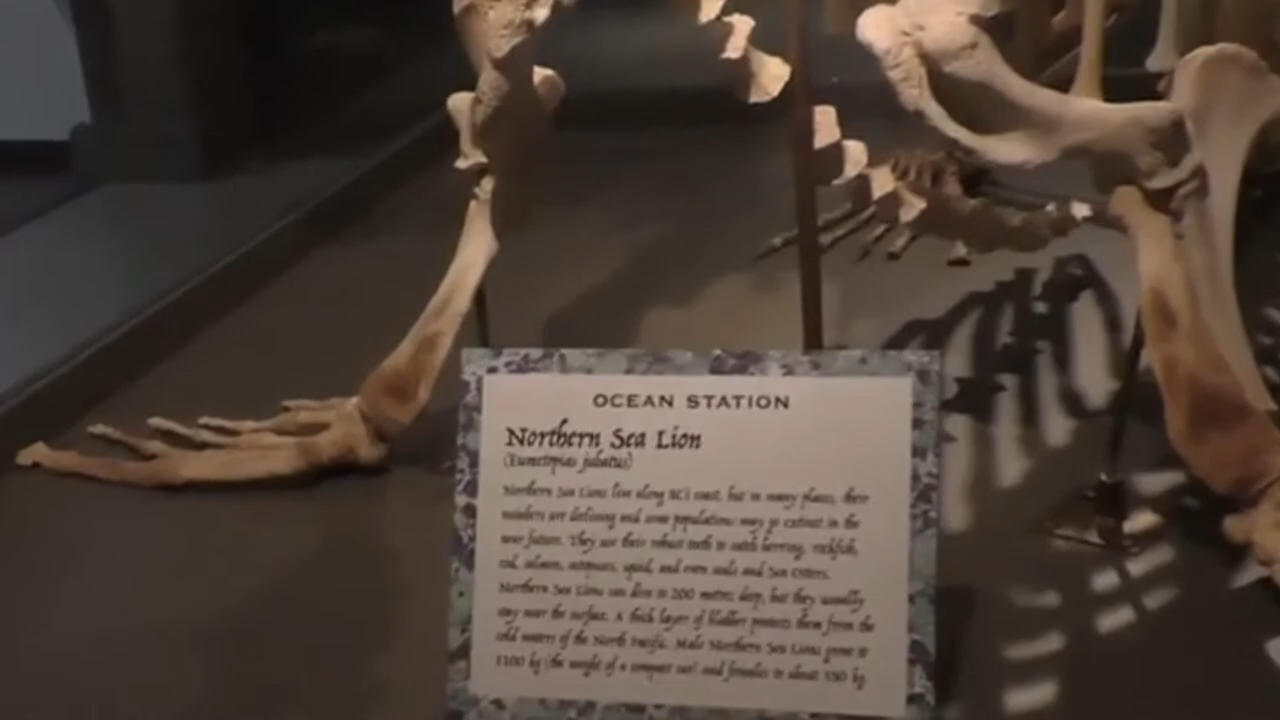 OCEAN STATION
Northern Sea Lion
(Eumetopias jubatus)
Northern Sea Lions live along BC's coast, but in many places, their
numbers are declining and some populations may go extinct in the
near future. They use their robust teeth to catch herring, rockfish,
cod, salmon, octopuses, squid, and even seals and Sea Otters.
Northern Sea Lions can dive to 200 metres deep, but they usually
stay near the surface. A thick layer of blubber protects them from the
cold waters of the North Pacific. Male Northern Sea Lions grow to
1100 kg (the weight of a compact car) and females to about 350 kg